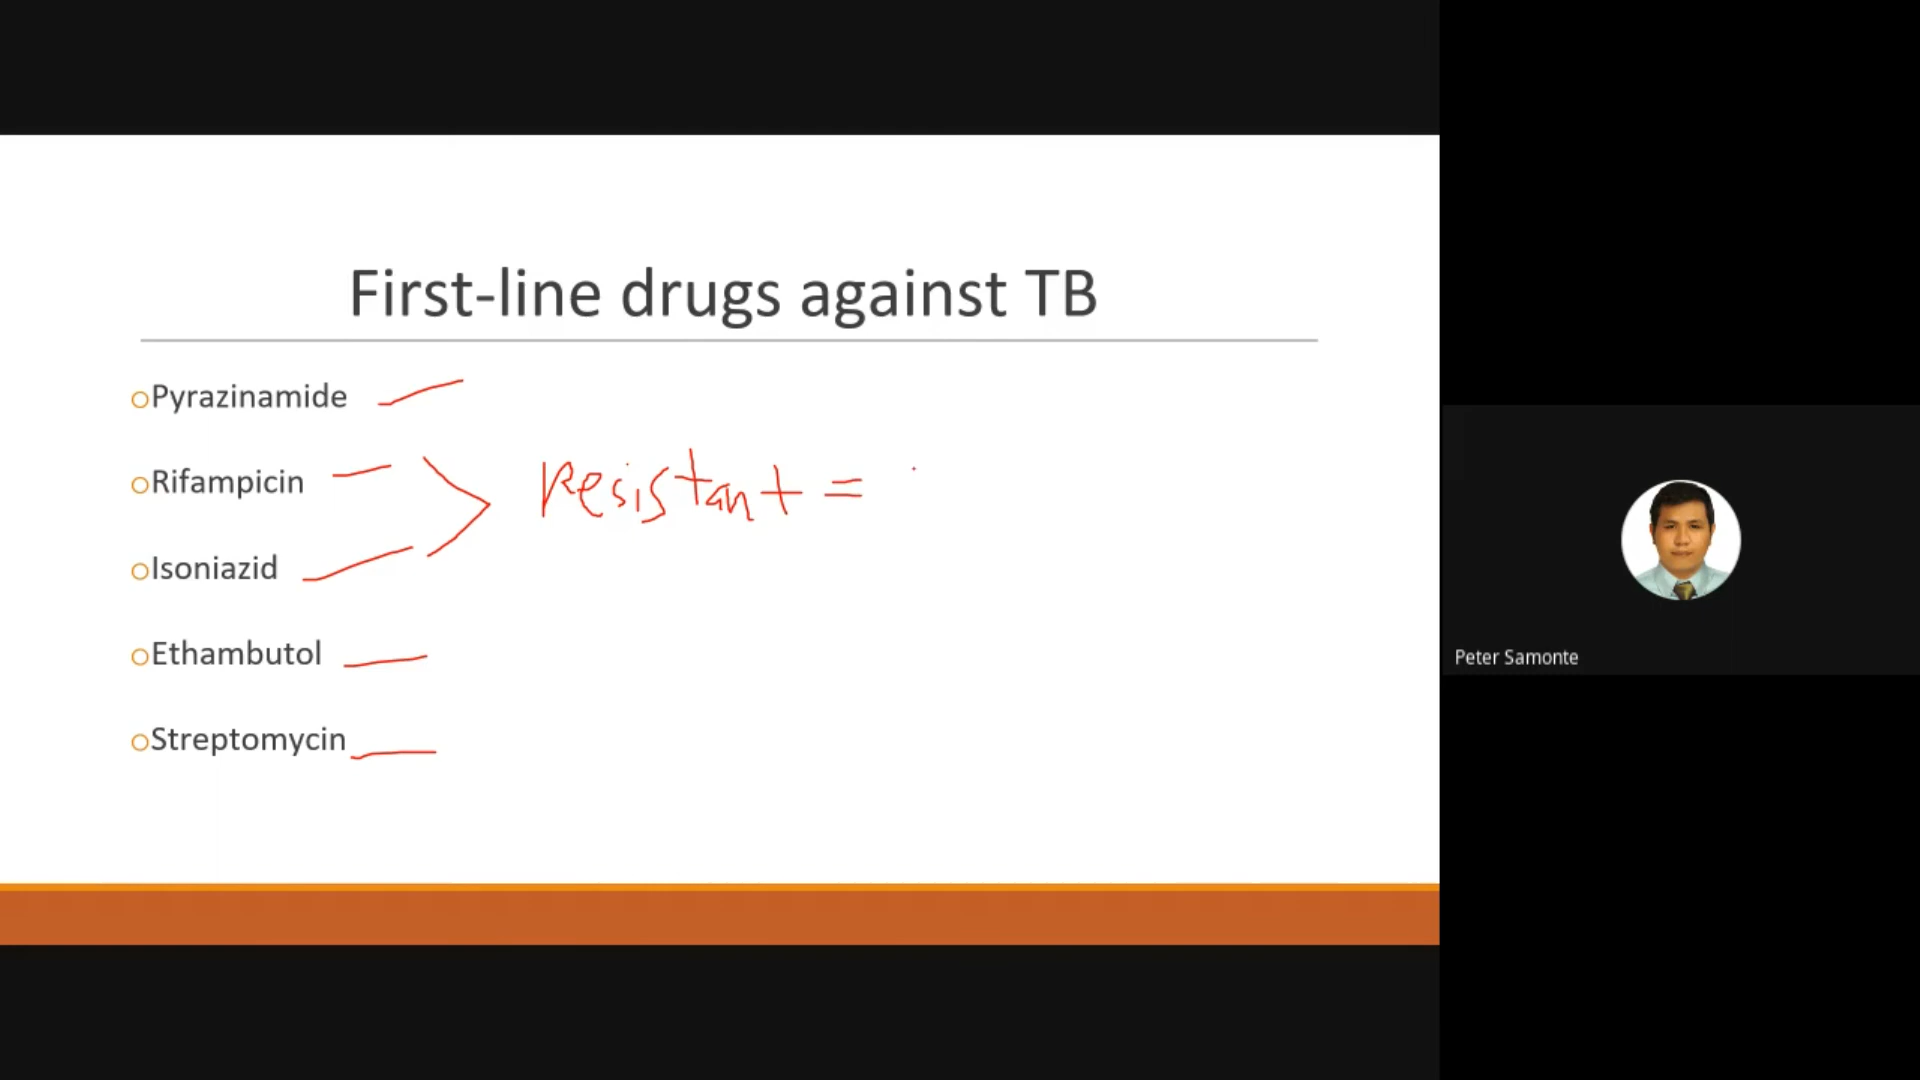 First-line drugs against TB
Pyrazinamide
Rifampicin
Resistant =
Isoniazid
Ethambutol
Streptomycin
Peter Samonte